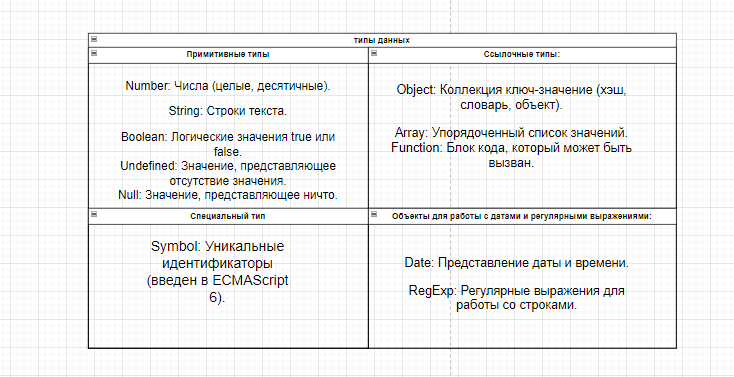 типы данных
Примитивные типы
Number: Числа (целые, десятичные).
String: Строки текста.
Boolean: Логические значения true или
false.
Undefined: Значение, представляющее
отсутствие значения.
Null: Значение, представляющее ничто.
Ссылочные типы:
Object: Коллекция ключ-значение (хэш,
словарь, объект).
Array: Упорядоченный список значений.
Function: Блок кода, который может быть
вызван.
Специальный тип
Symbol: Уникальные
идентификаторы
(введен в ECMAScript
6).
Объекты для работы с датами и регулярными выражениями:
Date: Представление даты и времени.
RegExp: Регулярные выражения для
работы со строками.